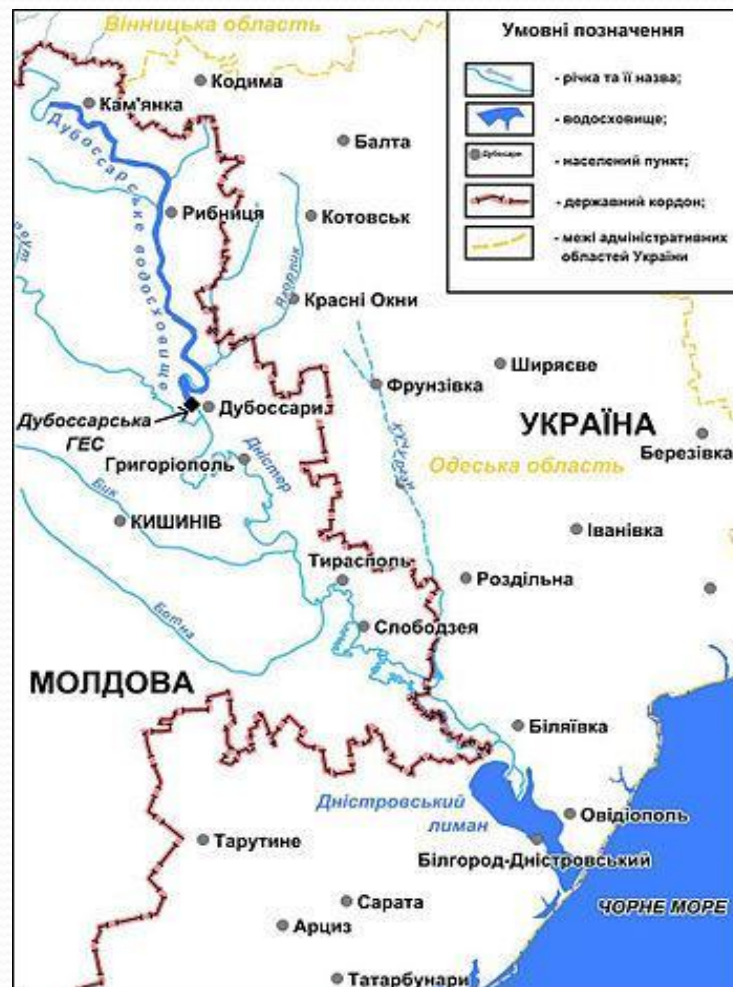 Вінницька область
Умовні позначення
- річка та її назва;
- водосховище;
Дубоссари
- населений пункт;
- державний кордон;
- межі адміністративних
областей України
Кодима
Кам'янка
Балта
Дубоссарське водосховище
Рибниця
Котовськ
Ягорлик
Красні Окни
Ширяєве
Фрунзівка
Дубоссари
Дубоссарська
ГЕС
УКРАЇНА
Березівка
Григоріополь
Дністер
Одеська область
Кучурган
Бик
КИШИНІВ
Іванівка
Тирасполь
Роздільна
Ботна
Слободзея
МОЛДОВА
Біляївка
Дністровський
лиман
Овідіополь
Тарутине
Білгород-Дністровський
Сарата
ЧОРНЕ МОРЕ
Арциз
Татарбунари